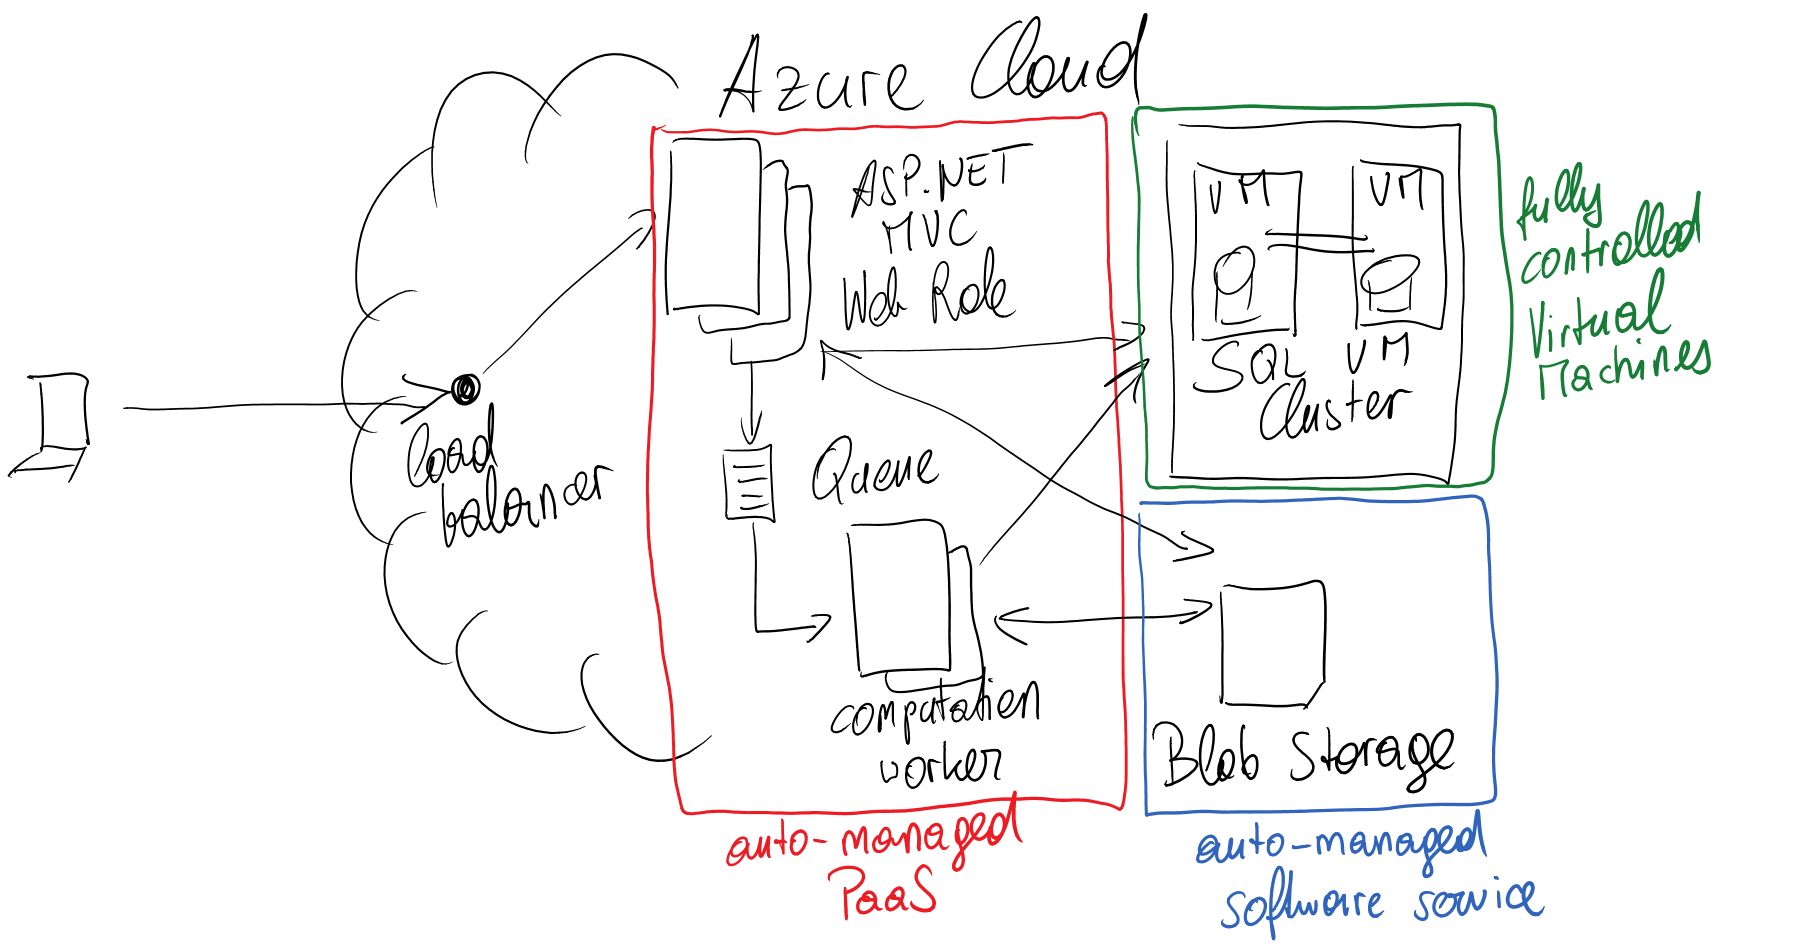 Azure Cloud
ASP.NET
MVC
Web Role
VM
VM
SQL VM
Cluster
fully
controlled
Virtual
Machines
load
balancer
Queue
computation
worker
Blob Storage
auto-managed
PaaS
auto-managed
software service